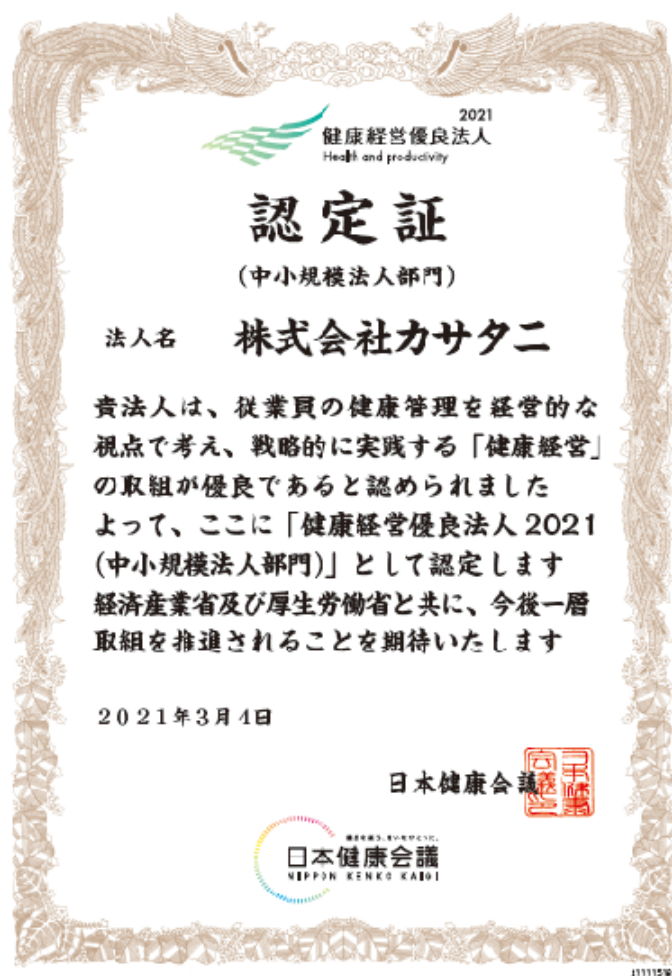 2021
健康経営優良法人
Health and productivity
認定証
(中小規模法人部門)
法人名 株式会社カサタニ
貴法人は、従業員の健康管理を経営的な
視点で考え、戦略的に実践する「健康経営」
の取組が優良であると認められました
よって、ここに「健康経営優良法人 2021
(中小規模法人部門)」として認定します
経済産業省及び厚生労働省と共に、今後一層
取組を推進されることを期待いたします
2021年3月4日
日本健康会議
日本健康会議
NIPPON KENKO KAIGI